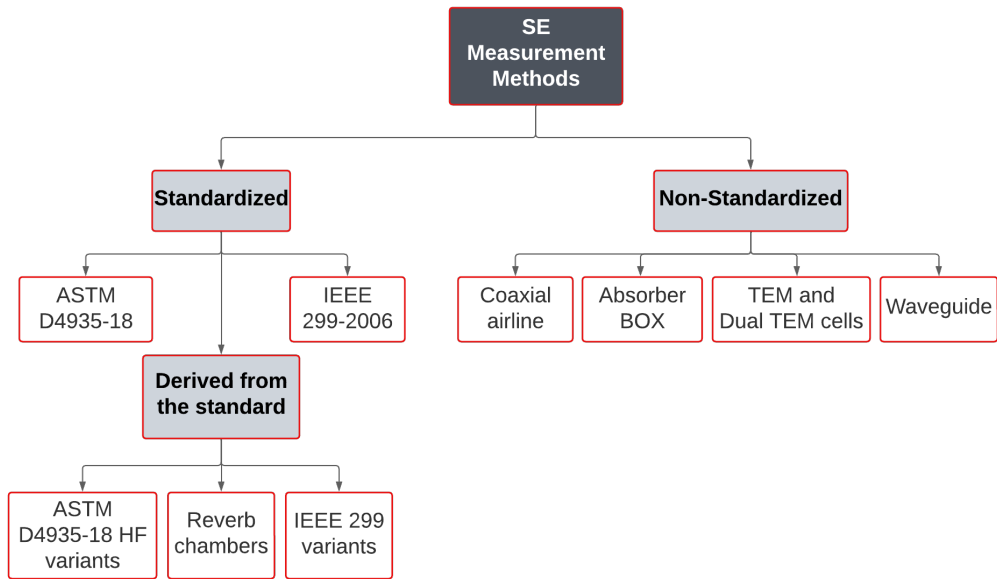 SE
Measurement
Methods
Standardized
Non-Standardized
ASTM
D4935-18
IEEE
299-2006
Coaxial
airline
Absorber
BOX
TEM and
Dual TEM cells
Waveguide
Derived from
the standard
ASTM
D4935-18 HF
variants
Reverb
chambers
IEEE 299
variants